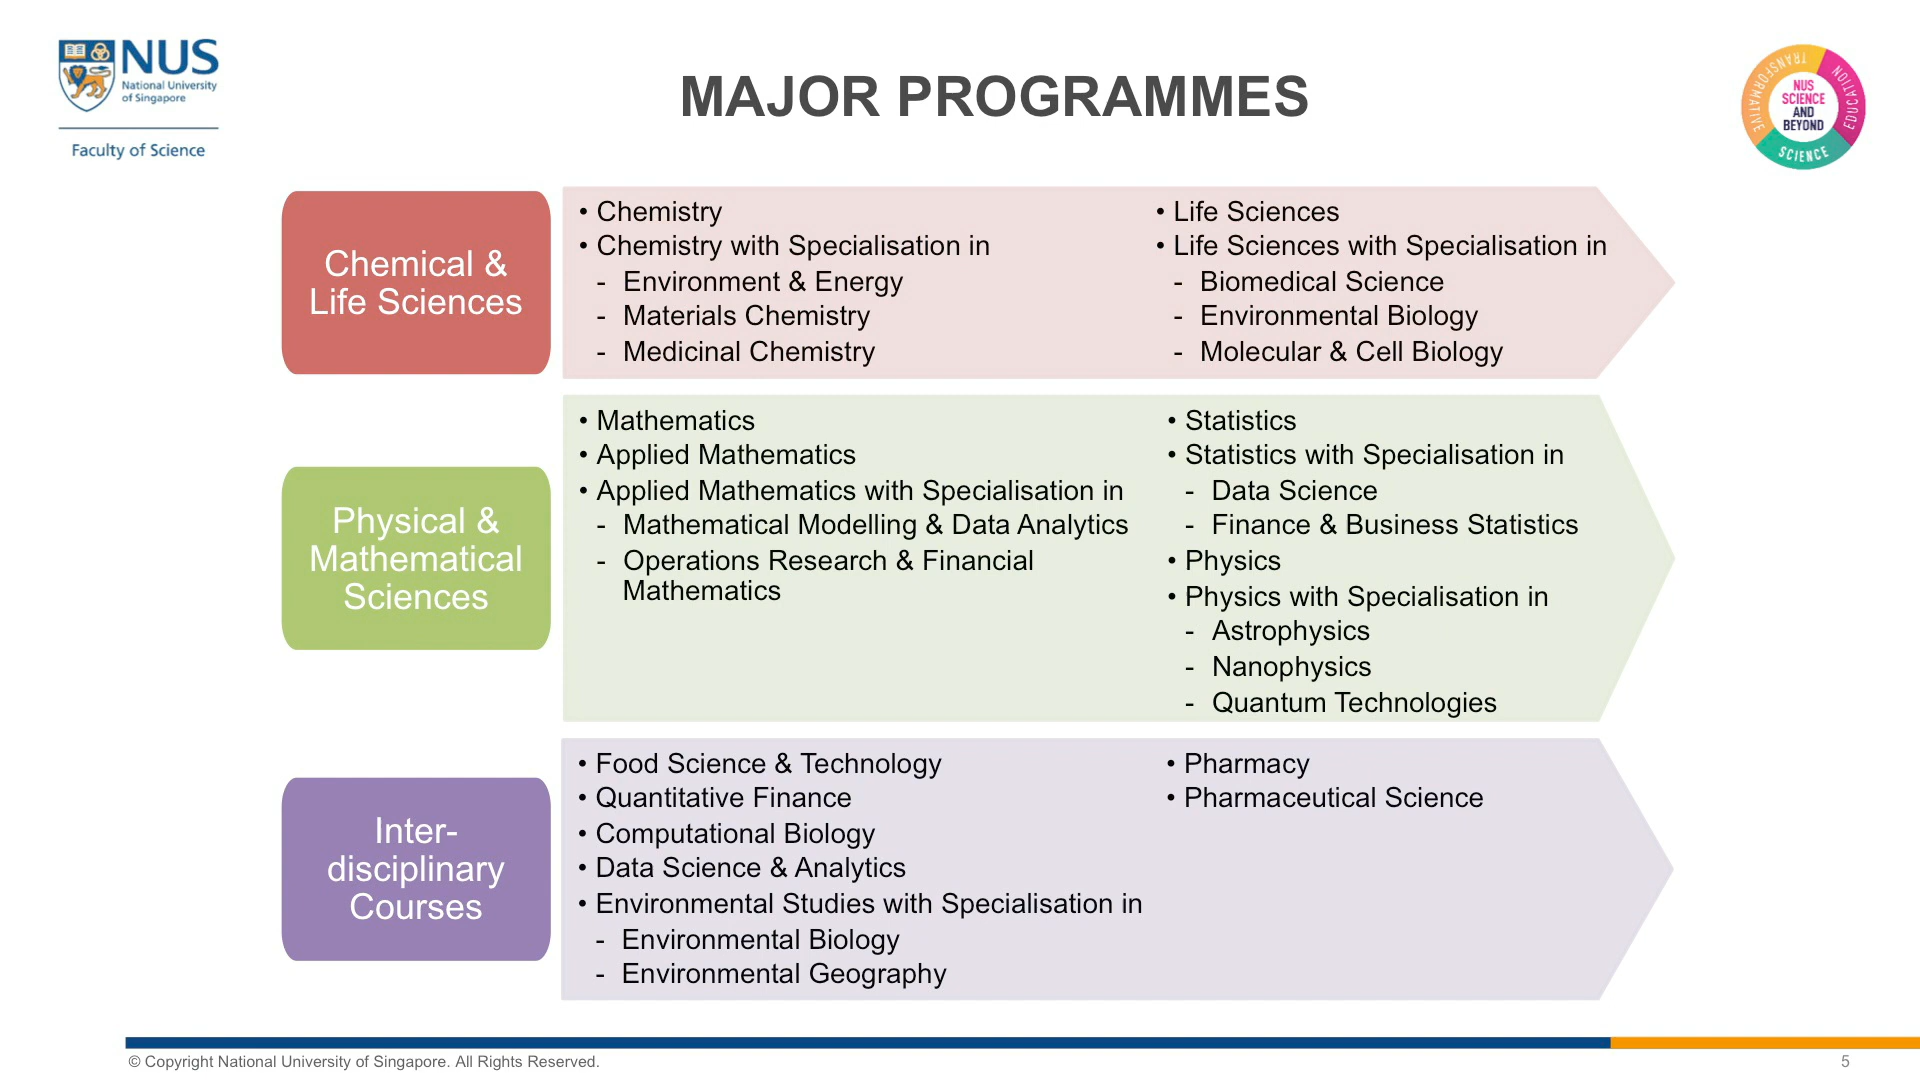 NUS
National University
of Singapore
Faculty of Science
MAJOR PROGRAMMES
TRANSFORMATIVE
EDUCATION
SCIENCE
NUS
SCIENCE
AND
BEYOND
Chemical &
Life Sciences
• Chemistry
• Chemistry with Specialisation in
- Environment & Energy
- Materials Chemistry
- Medicinal Chemistry
• Life Sciences
• Life Sciences with Specialisation in
- Biomedical Science
- Environmental Biology
- Molecular & Cell Biology
Physical &
Mathematical
Sciences
• Mathematics
• Applied Mathematics
• Applied Mathematics with Specialisation in
- Mathematical Modelling & Data Analytics
- Operations Research & Financial
Mathematics
• Statistics
• Statistics with Specialisation in
- Data Science
- Finance & Business Statistics
• Physics
• Physics with Specialisation in
- Astrophysics
- Nanophysics
- Quantum Technologies
Inter-
disciplinary
Courses
• Food Science & Technology
• Quantitative Finance
• Computational Biology
• Data Science & Analytics
• Environmental Studies with Specialisation in
- Environmental Biology
- Environmental Geography
• Pharmacy
• Pharmaceutical Science
© Copyright National University of Singapore. All Rights Reserved.
5